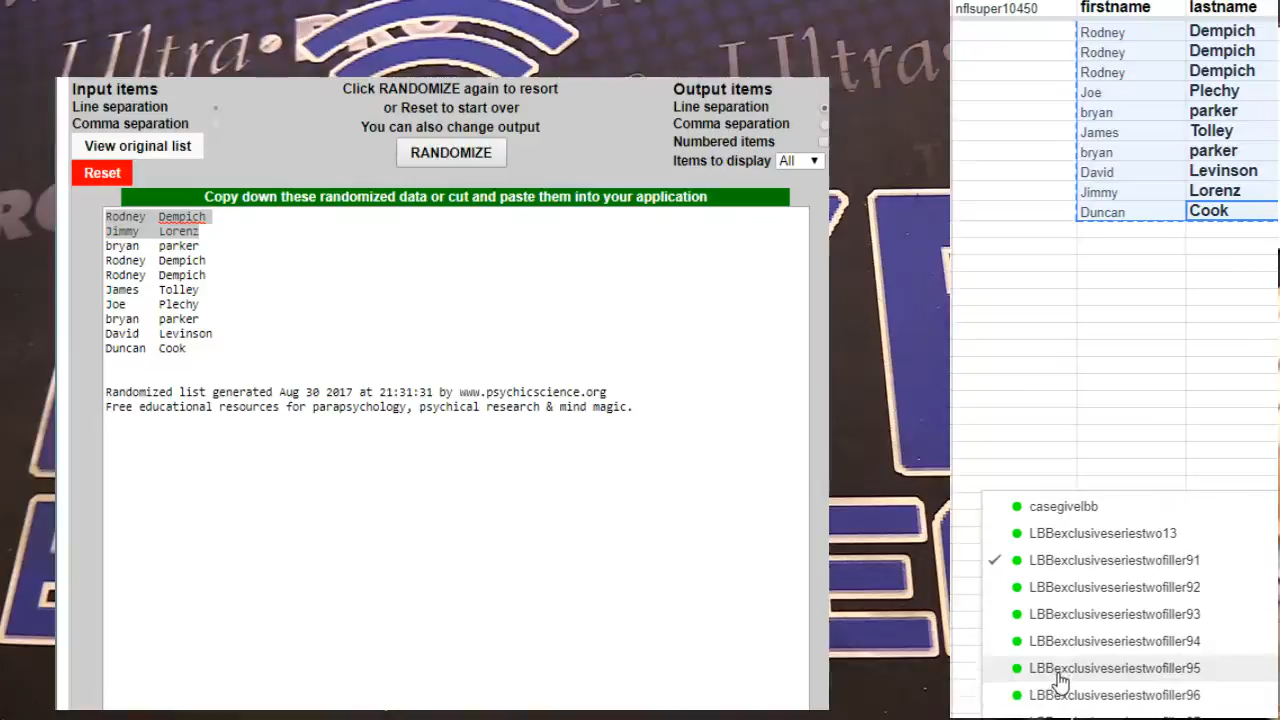 Ultra PRO
Ultra
Input items
Line separation
Comma separation
View original list
Reset
Click RANDOMIZE again to resort
or Reset to start over
You can also change output
RANDOMIZE
Output items
Line separation
Comma separation
Numbered items
Items to display All
Copy down these randomized data or cut and paste them into your application
Rodney Dempich
Jimmy Lorenz
bryan parker
Rodney Dempich
Rodney Dempich
James Tolley
Joe Plechy
bryan parker
David Levinson
Duncan Cook
Randomized list generated Aug 30 2017 at 21:31:31 by www.psychicscience.org
Free educational resources for parapsychology, psychical research & mind magic.
nflsuper10450 firstname lastname
Rodney Dempich
Rodney Dempich
Rodney Dempich
Joe Plechy
bryan parker
James Tolley
bryan parker
David Levinson
Jimmy Lorenz
Duncan Cook
casegivelbb
LBBexclusiveseriestwo13
LBBexclusiveseriestwofiller91
LBBexclusiveseriestwofiller92
LBBexclusiveseriestwofiller93
LBBexclusiveseriestwofiller94
LBBexclusiveseriestwofiller95
LBBexclusiveseriestwofiller96